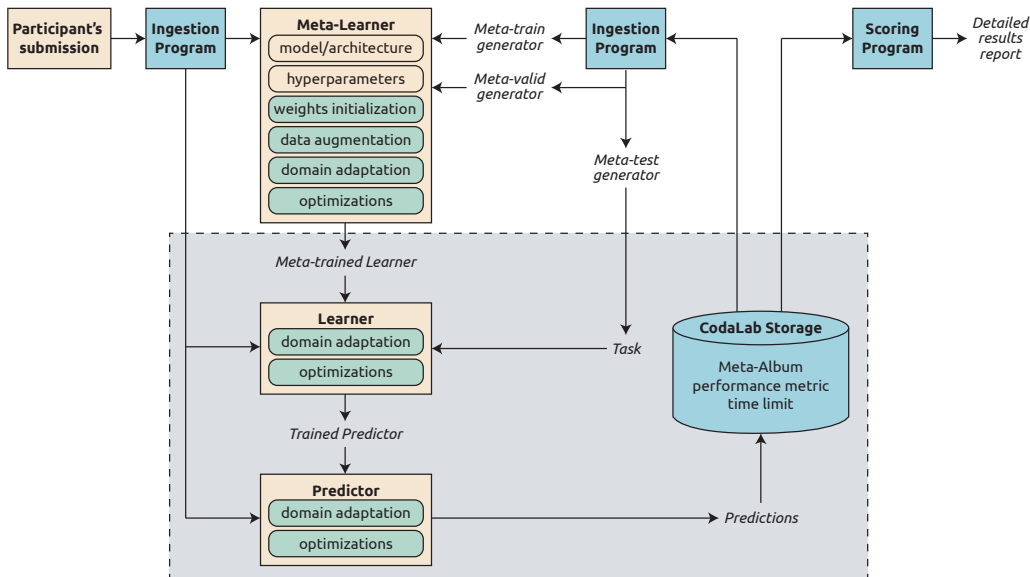 Participant's
submission
Ingestion
Program
Meta-Learner
model/architecture
hyperparameters
weights initialization
data augmentation
domain adaptation
optimizations
Meta-train
generator
Meta-valid
generator
Ingestion
Program
Meta-test
generator
Scoring
Program
Detailed
results
report
Meta-trained Learner
Learner
domain adaptation
optimizations
Task
CodaLab Storage
Meta-Album
performance metric
time limit
Trained Predictor
Predictor
domain adaptation
optimizations
Predictions